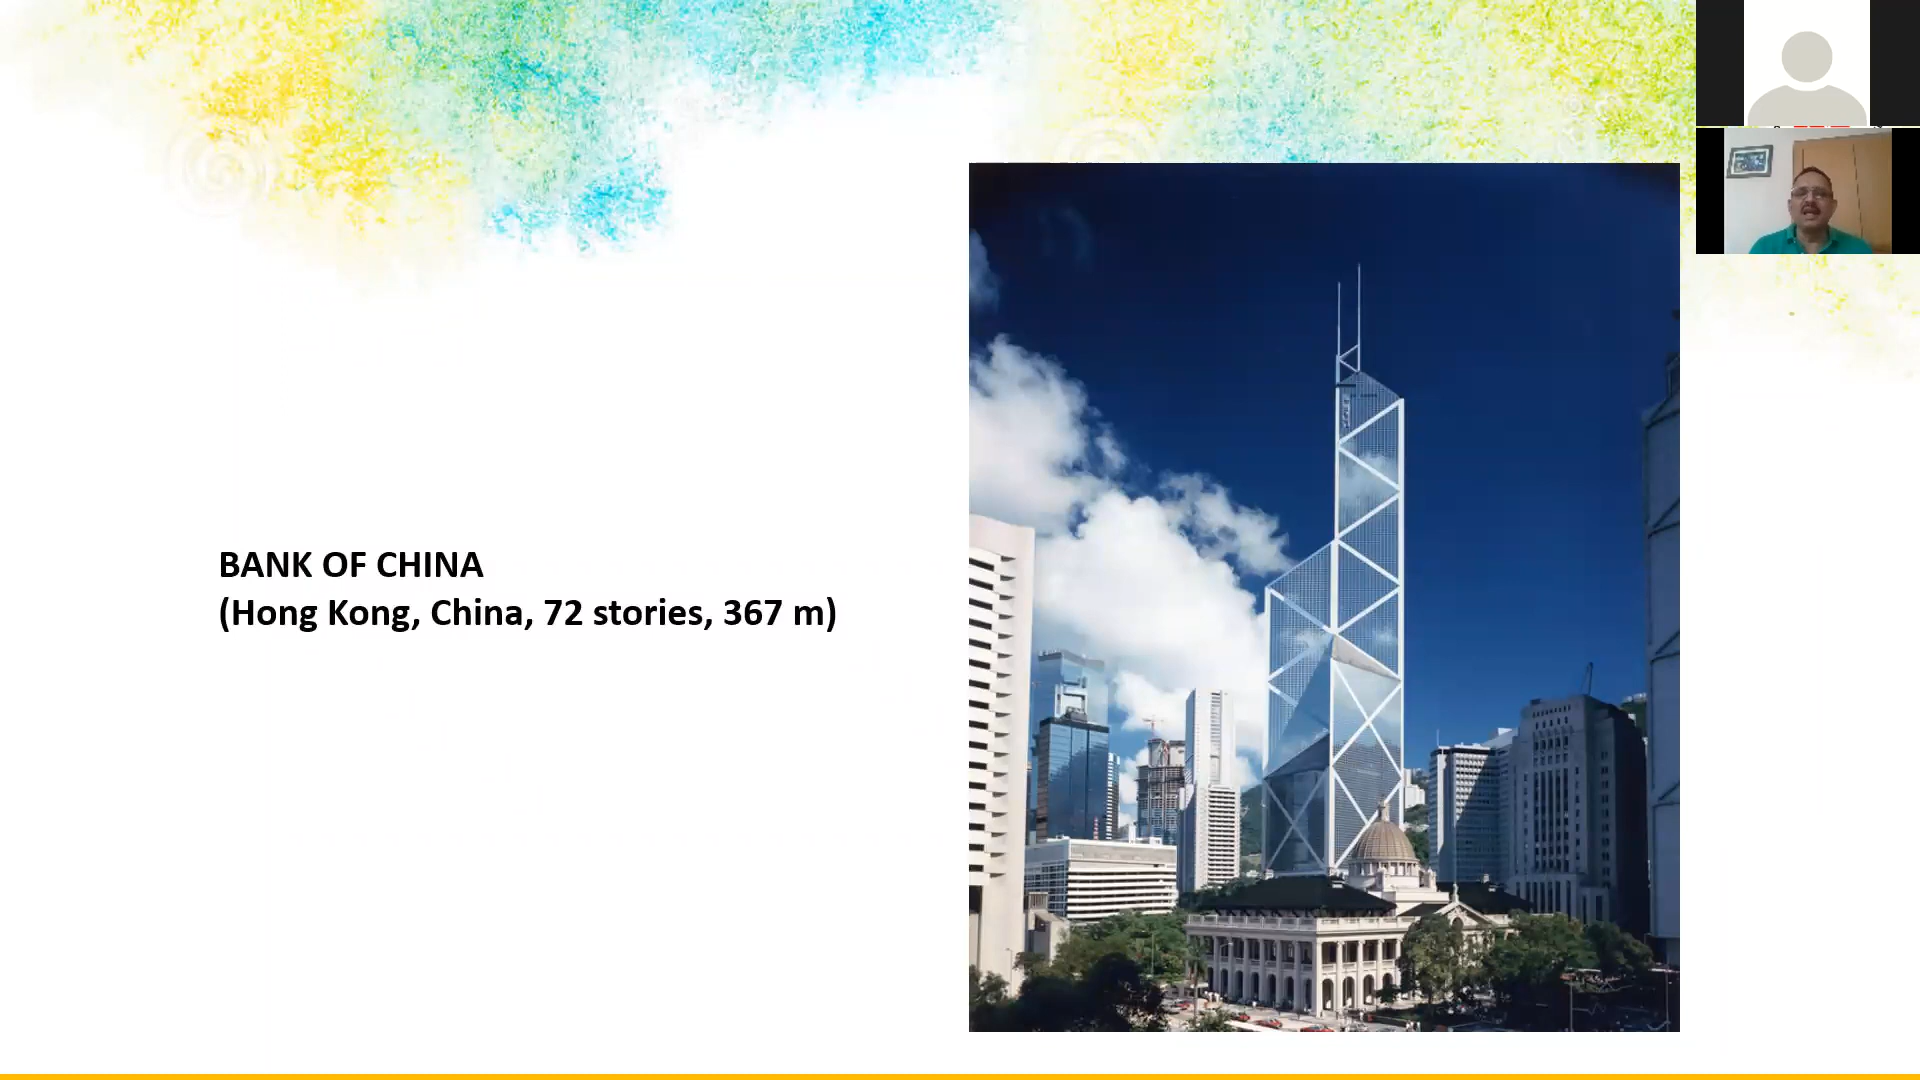 BANK OF CHINA
(Hong Kong, China, 72 stories, 367 m)